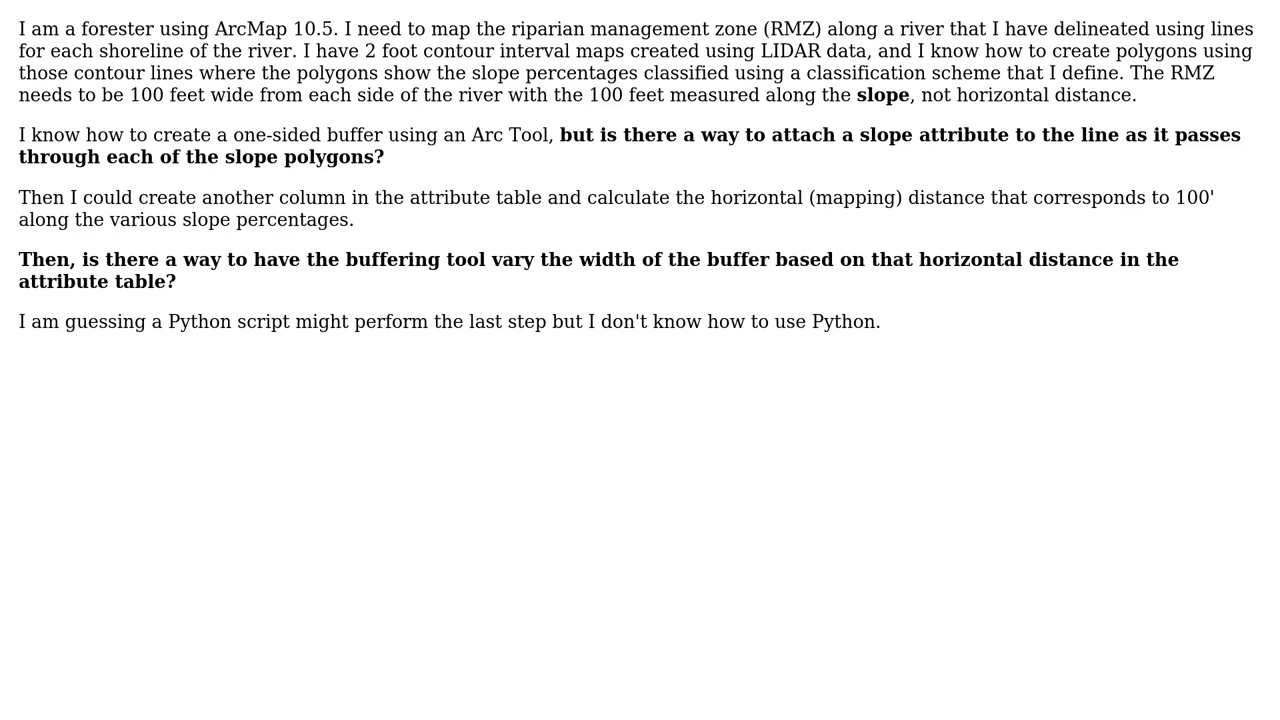 I am a forester using ArcMap 10.5. I need to map the riparian management zone (RMZ) along a river that I have delineated using lines
for each shoreline of the river. I have 2 foot contour interval maps created using LIDAR data, and I know how to create polygons using
those contour lines where the polygons show the slope percentages classified using a classification scheme that I define. The RMZ
needs to be 100 feet wide from each side of the river with the 100 feet measured along the slope, not horizontal distance.
I know how to create a one-sided buffer using an Arc Tool, but is there a way to attach a slope attribute to the line as it passes
through each of the slope polygons?
Then I could create another column in the attribute table and calculate the horizontal (mapping) distance that corresponds to 100'
along the various slope percentages.
Then, is there a way to have the buffering tool vary the width of the buffer based on that horizontal distance in the
attribute table?
I am guessing a Python script might perform the last step but I don't know how to use Python.